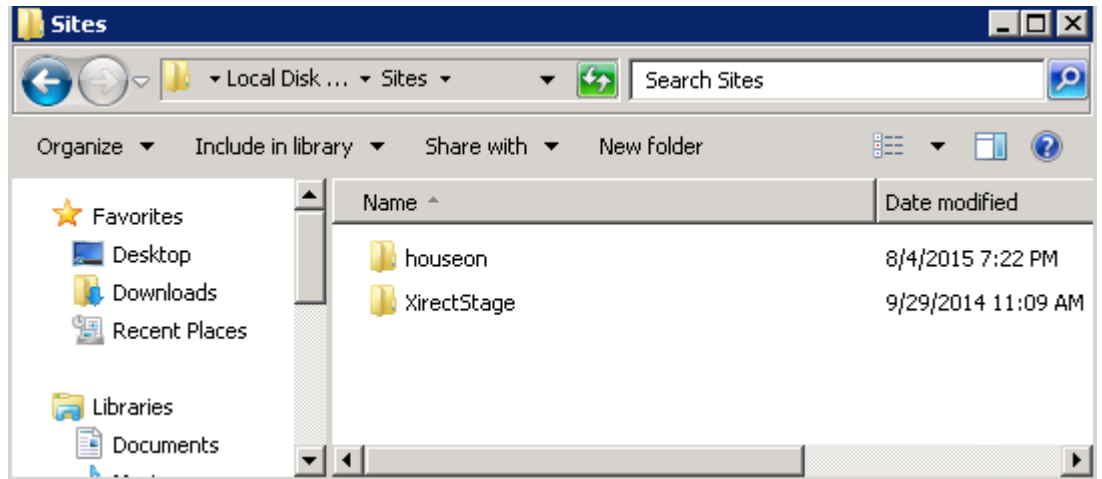 Sites
Local Disk ... Sites
Search Sites
Organize Include in library Share with New folder
Name Date modified
Favorites
Desktop
Downloads
Recent Places
Libraries
Documents
houseon 8/4/2015 7:22 PM
XirectStage 9/29/2014 11:09 AM